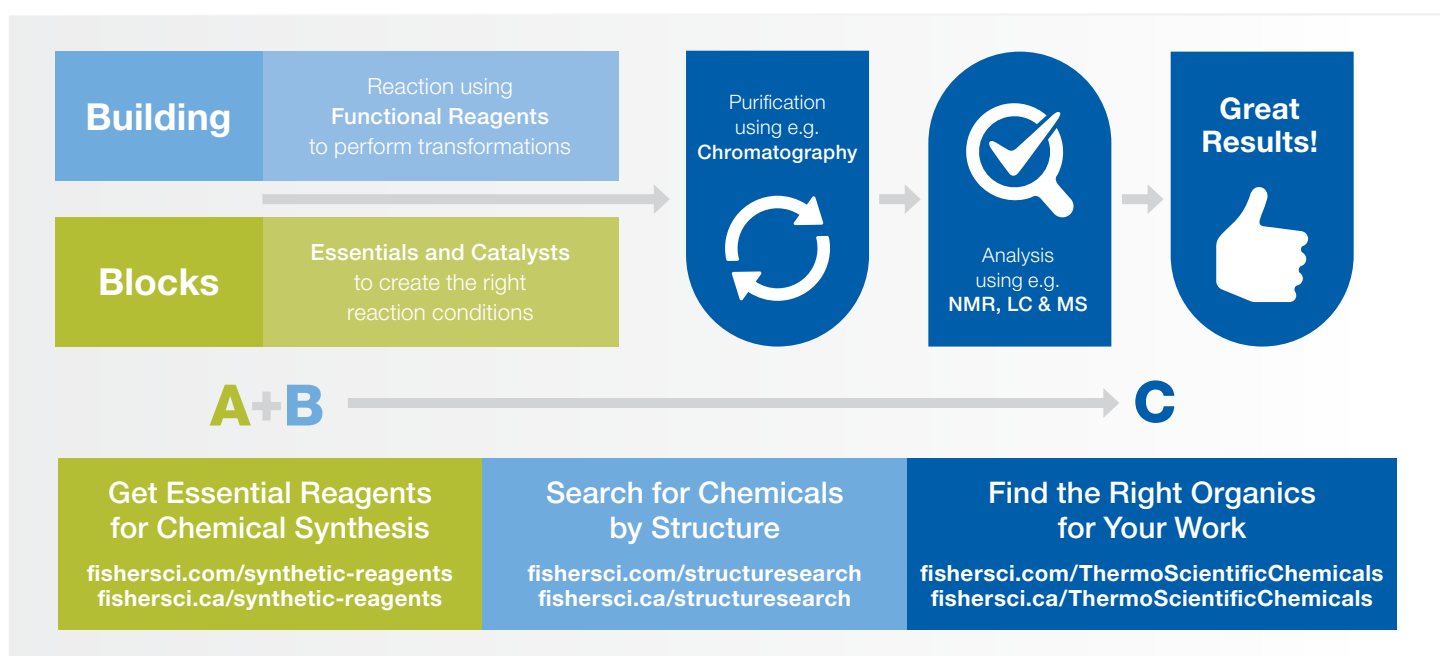 Building
Reaction using
Functional Reagents
to perform transformations
Blocks
Essentials and Catalysts
to create the right
reaction conditions
Purification
using e.g.
Chromatography
Analysis
using e.g.
NMR, LC & MS
Great
Results!
A+B
C
Get Essential Reagents
for Chemical Synthesis
fishersci.com/synthetic-reagents
fishersci.ca/synthetic-reagents
Search for Chemicals
by Structure
fishersci.com/structuresearch
fishersci.ca/structuresearch
Find the Right Organics
for Your Work
fishersci.com/ThermoScientificChemicals
fishersci.ca/ThermoScientificChemicals